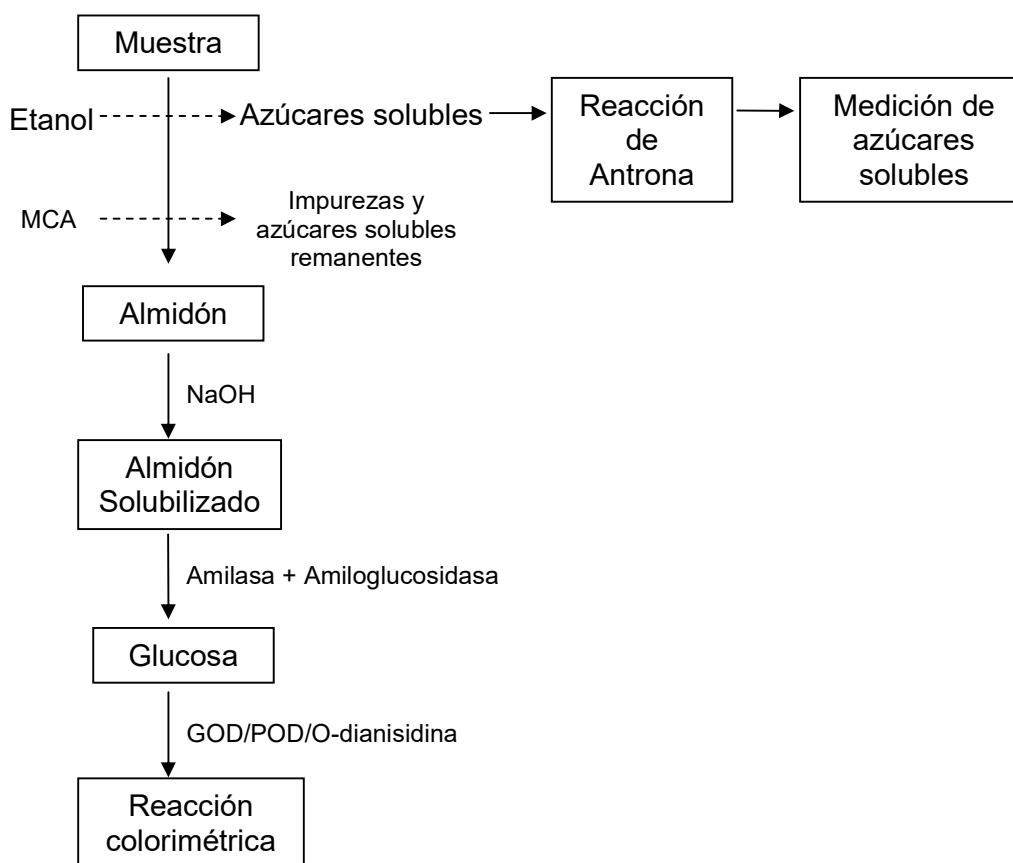 Muestra
Etanol
Azúcares solubles
Reacción
de
Antrona
Medición de
azúcares
solubles
MCA
Impurezas y
azúcares solubles
remanentes
Almidón
NaOH
Almidón
Solubilizado
Amilasa + Amiloglucosidasa
Glucosa
GOD/POD/O-dianisidina
Reacción
colorimétrica